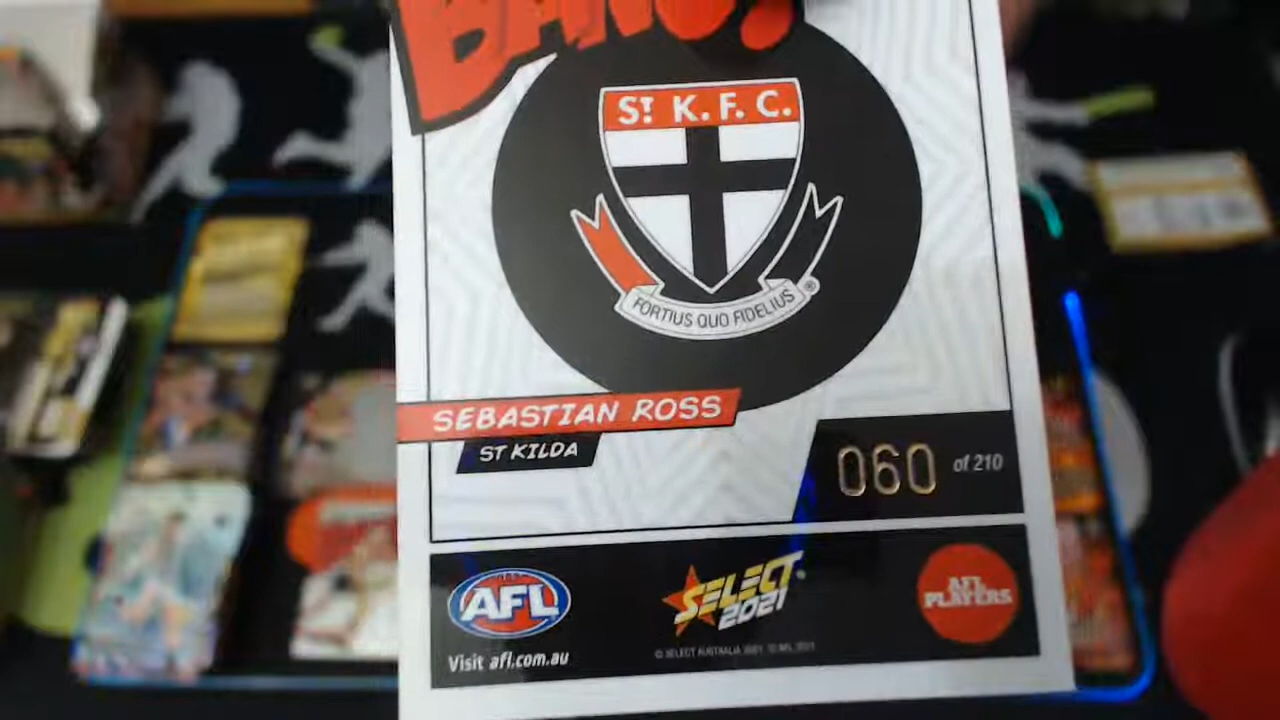 BANG!
ST K.F.C.
FORTIUS QUO FIDELIUS
®
SEBASTIAN ROSS
ST KILDA
060 of 210
AFL
SELECT 2021
AFL PLAYERS
Visit afl.com.au